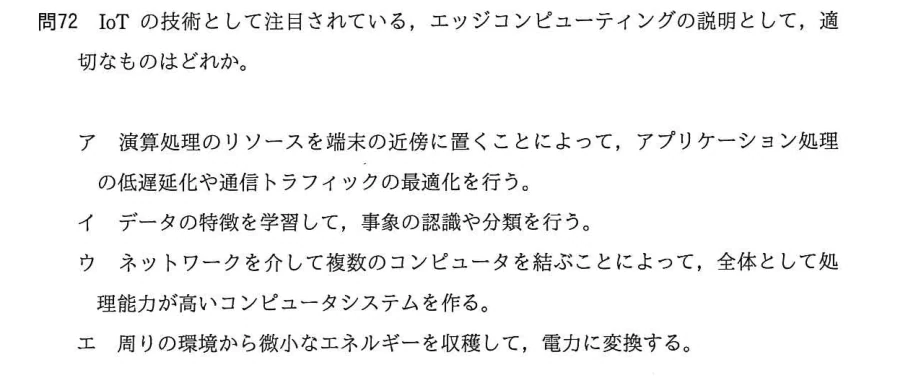 問72 IoT の技術として注目されている，エッジコンピューティングの説明として，適
切なものはどれか。
ア 演算処理のリソースを端末の近傍に置くことによって，アプリケーション処理
の低遅延化や通信トラフィックの最適化を行う。
イ データの特徴を学習して，事象の認識や分類を行う。
ウ ネットワークを介して複数のコンピュータを結ぶことによって，全体として処
理能力が高いコンピュータシステムを作る。
エ 周りの環境から微小なエネルギーを収穫して，電力に変換する。